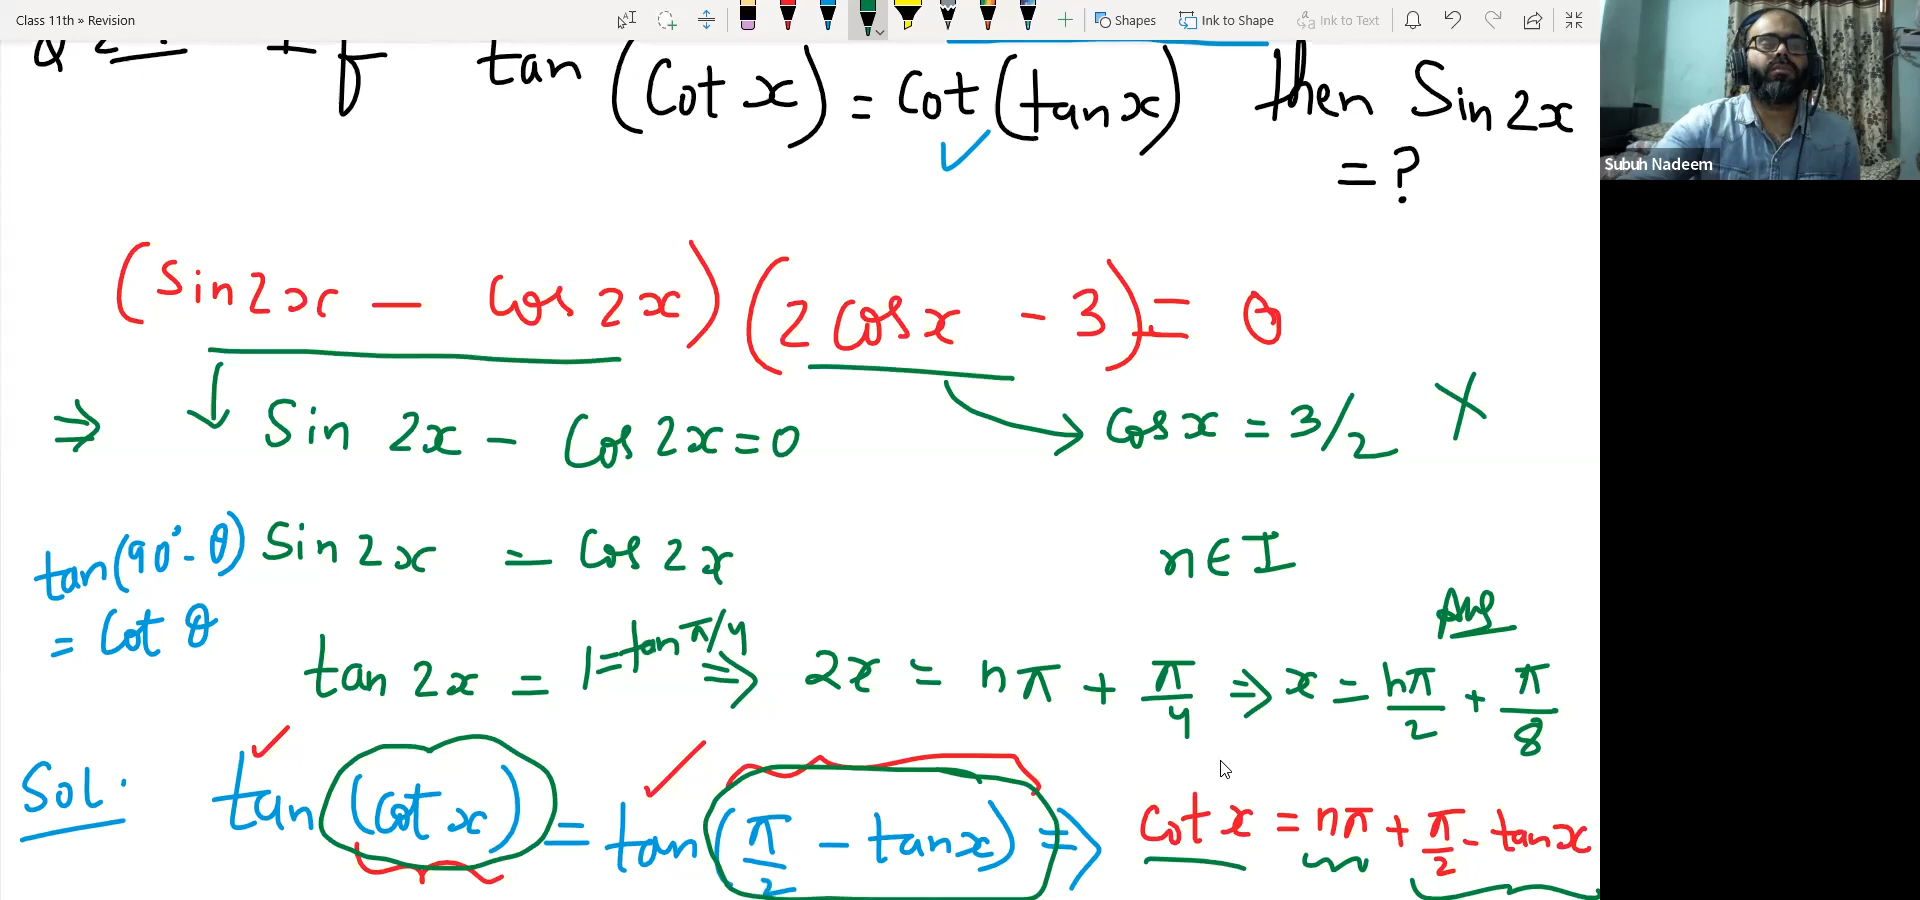 Class 11th » Revision
Shapes Ink to Shape Ink to Text
If tan (Cot x) = Cot (tan x) then Sin 2x
= ?
Subuh Nadeem
(Sin 2x - Cos 2x) (2 Cos x - 3) = 0
⇒ Sin 2x - Cos 2x = 0 → Cos x = 3/2 X
tan (90° - θ)
= Cot θ
Sin 2x = Cos 2x n ∈ I
Ans
tan 2x = 1 = tan π/4 ⇒ 2x = nπ + π/4 ⇒ x = nπ/2 + π/8
Sol. tan (Cot x) = tan (π/2 - tan x) ⇒ Cot x = nπ + π/2 - tan x